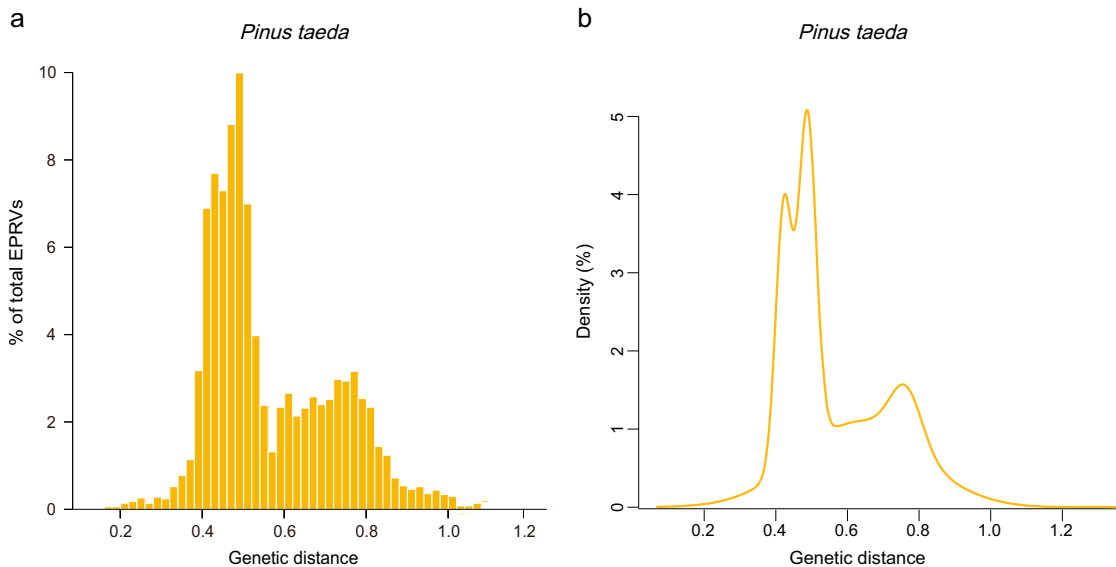 a
Pinus taeda
% of total EPRVs
10
8
6
4
2
0
0.2 0.4 0.6 0.8 1.0 1.2
Genetic distance
b
Pinus taeda
Density (%)
5
4
3
2
1
0
0.2 0.4 0.6 0.8 1.0 1.2
Genetic distance